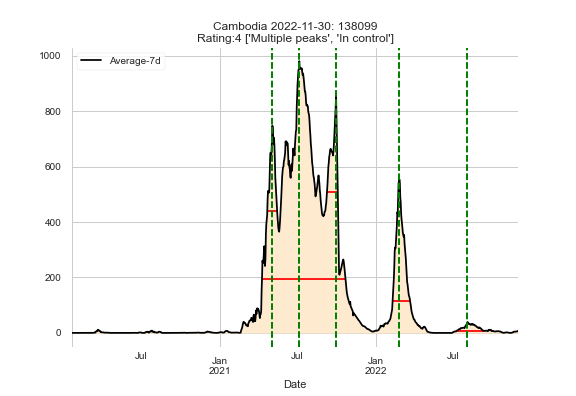 Cambodia 2022-11-30: 138099
Rating:4 ['Multiple peaks', 'In control']
Average-7d
1000
800
600
400
200
0
Jul
Jan
2021
Jul
Jan
2022
Jul
Date